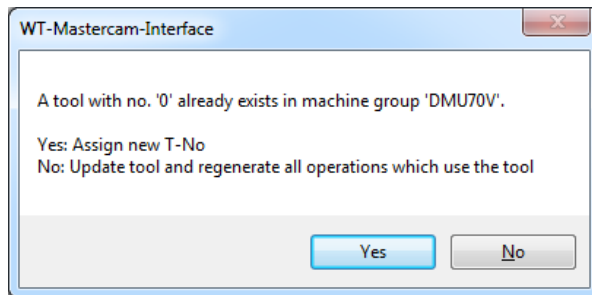 WT-Mastercam-Interface
A tool with no. '0' already exists in machine group 'DMU70V'.
Yes: Assign new T-No
No: Update tool and regenerate all operations which use the tool
Yes
No